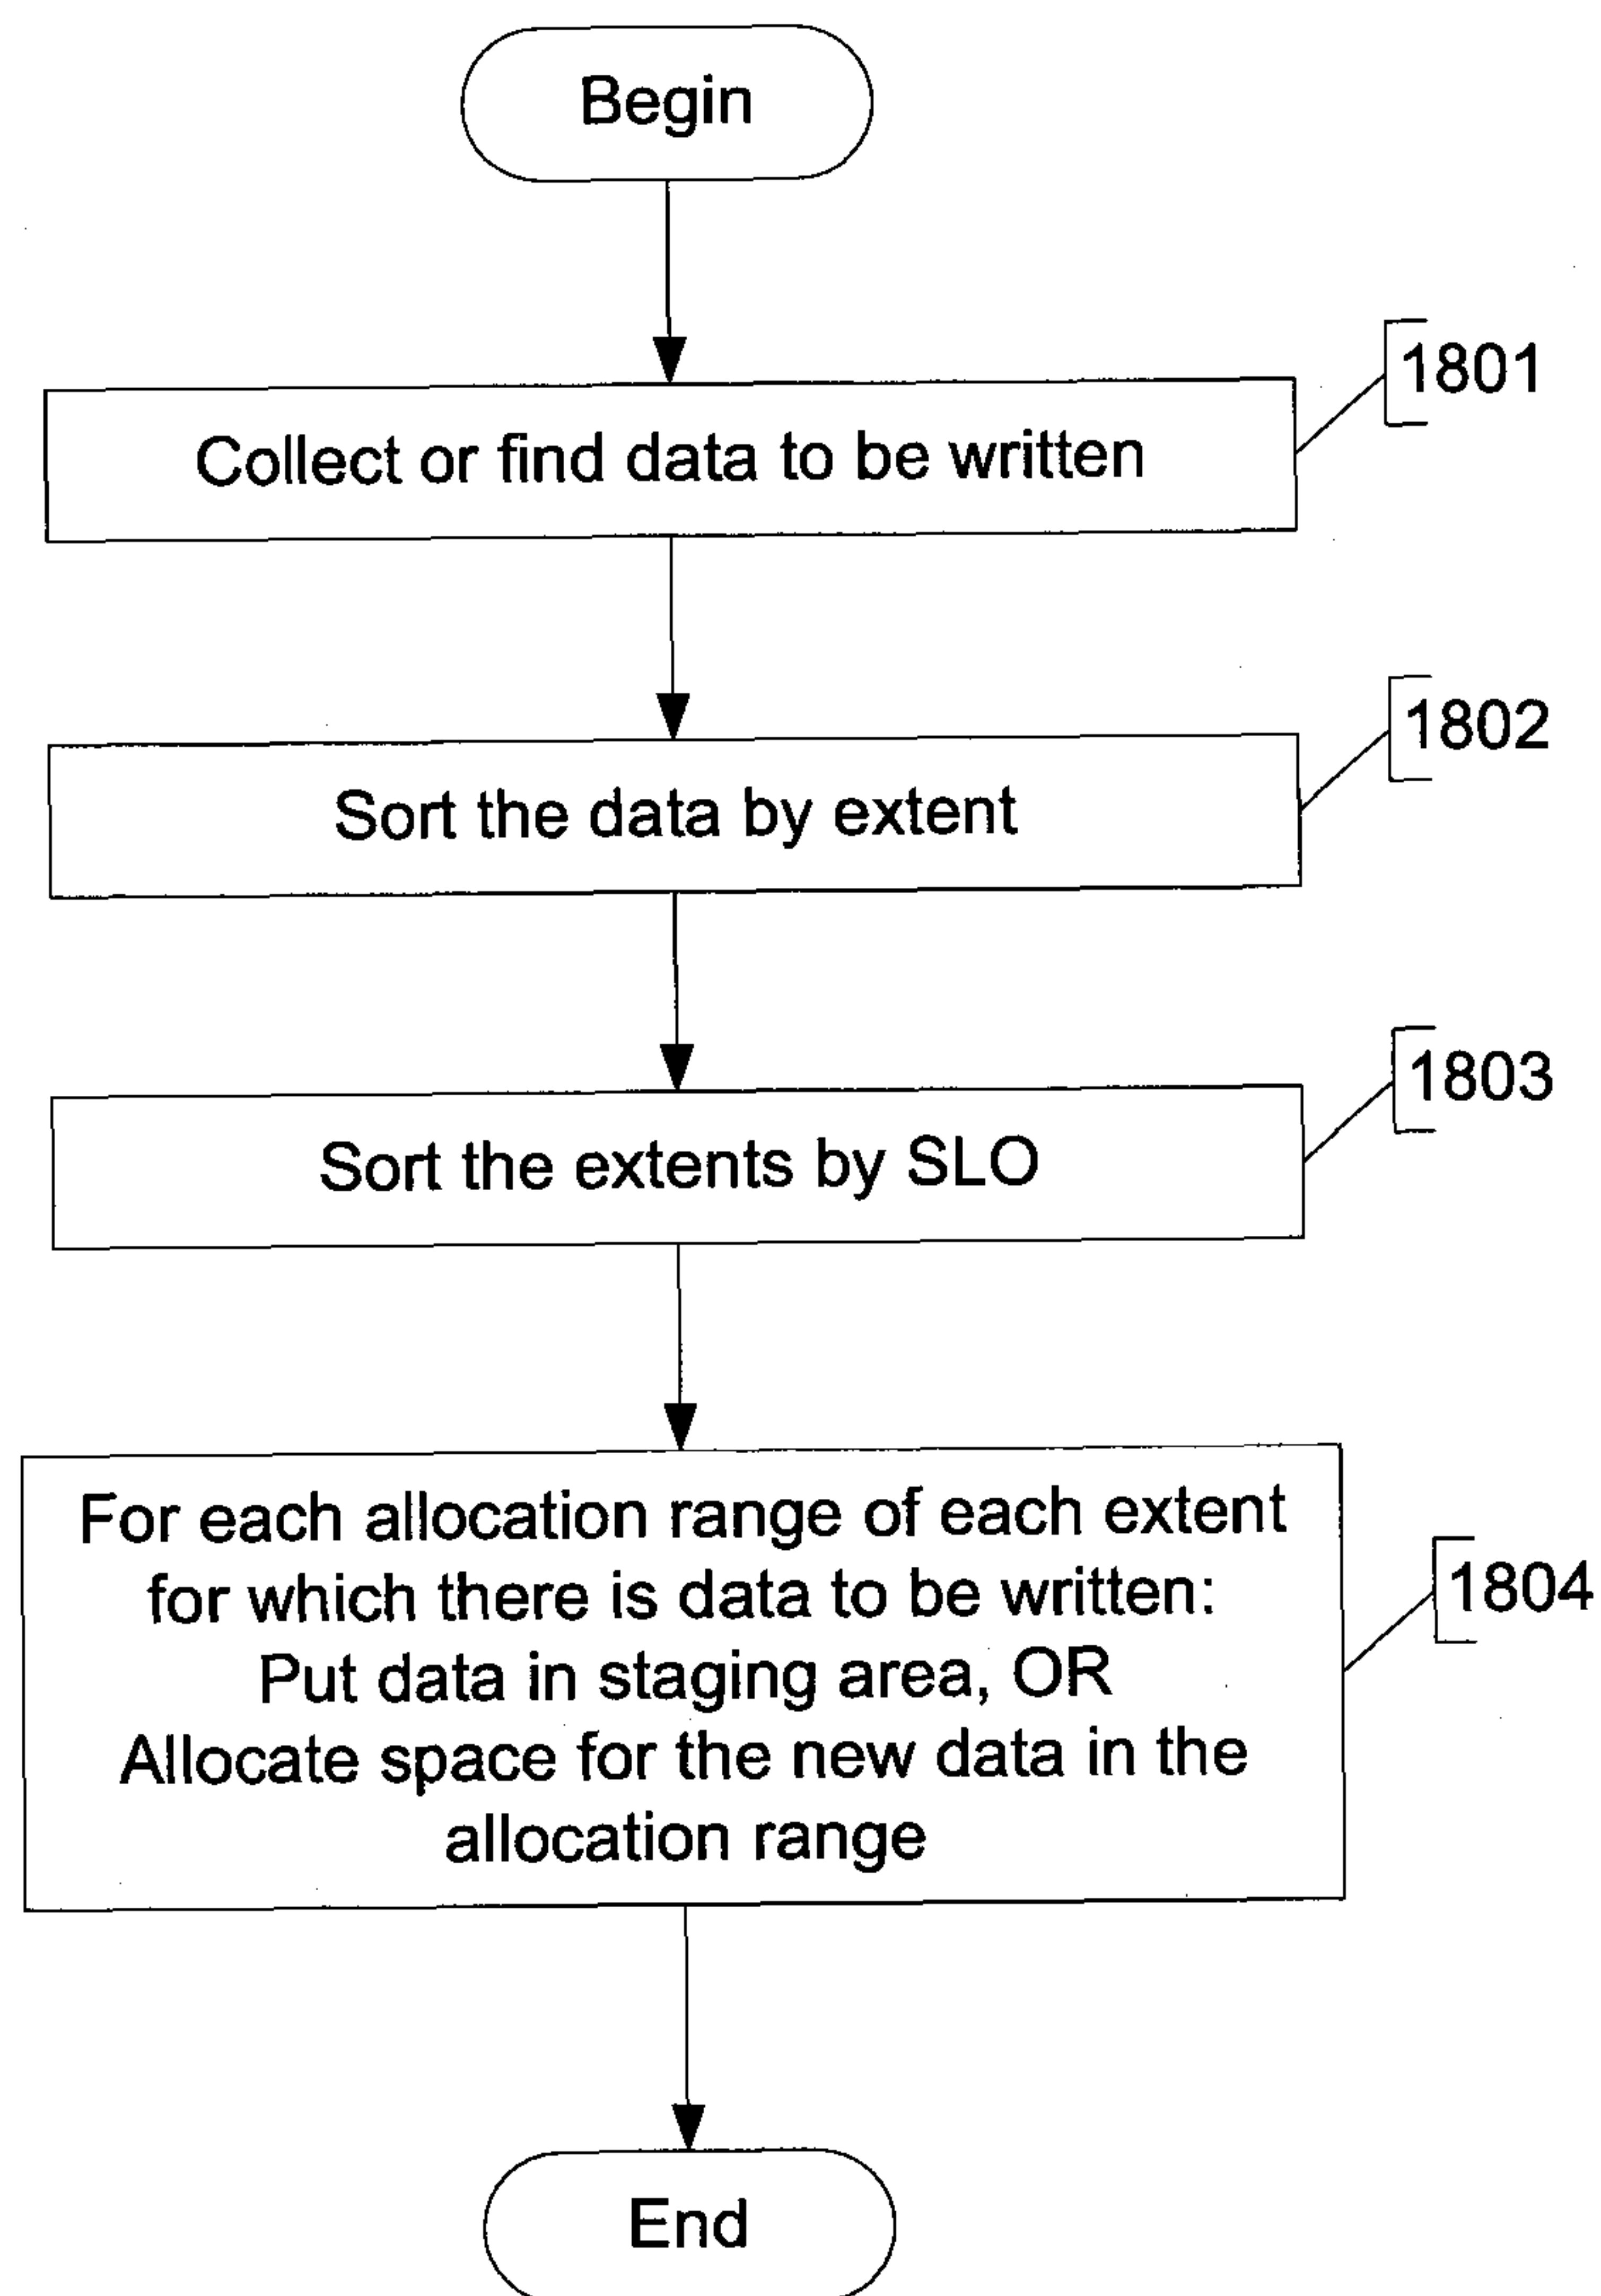 Begin
1801
Collect or find data to be written
1802
Sort the data by extent
1803
Sort the extents by SLO
For each allocation range of each extent
for which there is data to be written:
1804
Put data in staging area, OR
Allocate space for the new data in the
allocation range
End